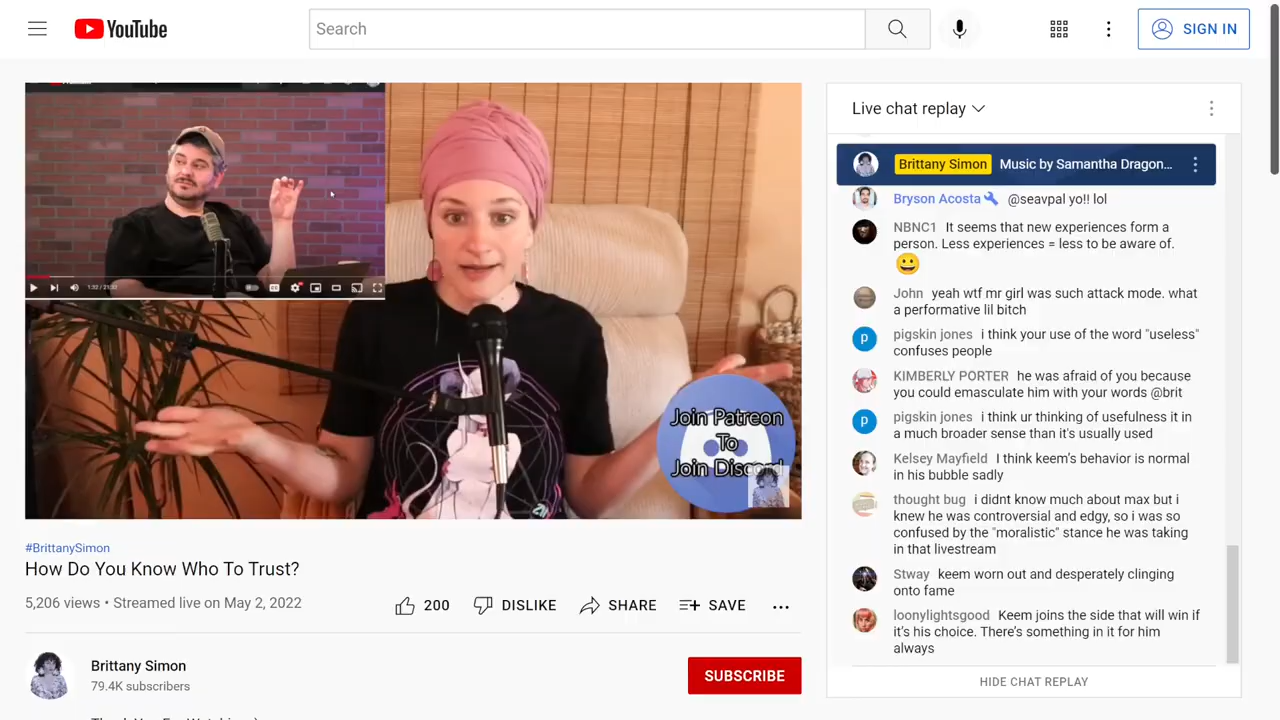 YouTube
Search
SIGN IN
1:32 / 21:32
Join Patreon
To
Join Discord
#BrittanySimon
How Do You Know Who To Trust?
5,206 views • Streamed live on May 2, 2022
200
DISLIKE
SHARE
SAVE
Brittany Simon
79.4K subscribers
SUBSCRIBE
Live chat replay
Brittany Simon Music by Samantha Dragon...
Bryson Acosta @seavpal yo!! lol
NBNC1 It seems that new experiences form a
person. Less experiences = less to be aware of.
John yeah wtf mr girl was such attack mode. what
a performative lil bitch
pigskin jones i think your use of the word "useless"
confuses people
KIMBERLY PORTER he was afraid of you because
you could emasculate him with your words @brit
pigskin jones i think ur thinking of usefulness it in
a much broader sense than it's usually used
Kelsey Mayfield I think keem's behavior is normal
in his bubble sadly
thought bug i didnt know much about max but i
knew he was controversial and edgy, so i was so
confused by the "moralistic" stance he was taking
in that livestream
Stway keem worn out and desperately clinging
onto fame
loonylightsgood Keem joins the side that will win if
it's his choice. There's something in it for him
always
HIDE CHAT REPLAY